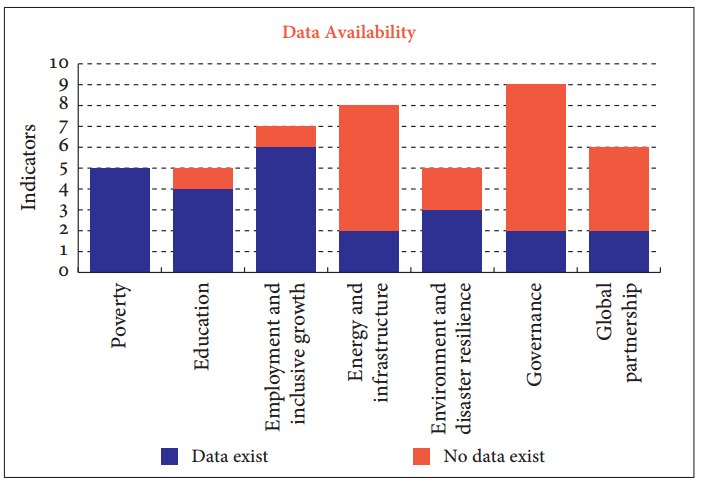 Data Availability
10
9
8
7
6
5
4
3
2
1
0
Indicators
Poverty
Education
Employment and
inclusive growth
Energy and
infrastructure
Environment and
disaster resilience
Governance
Global
partnership
Data exist
No data exist